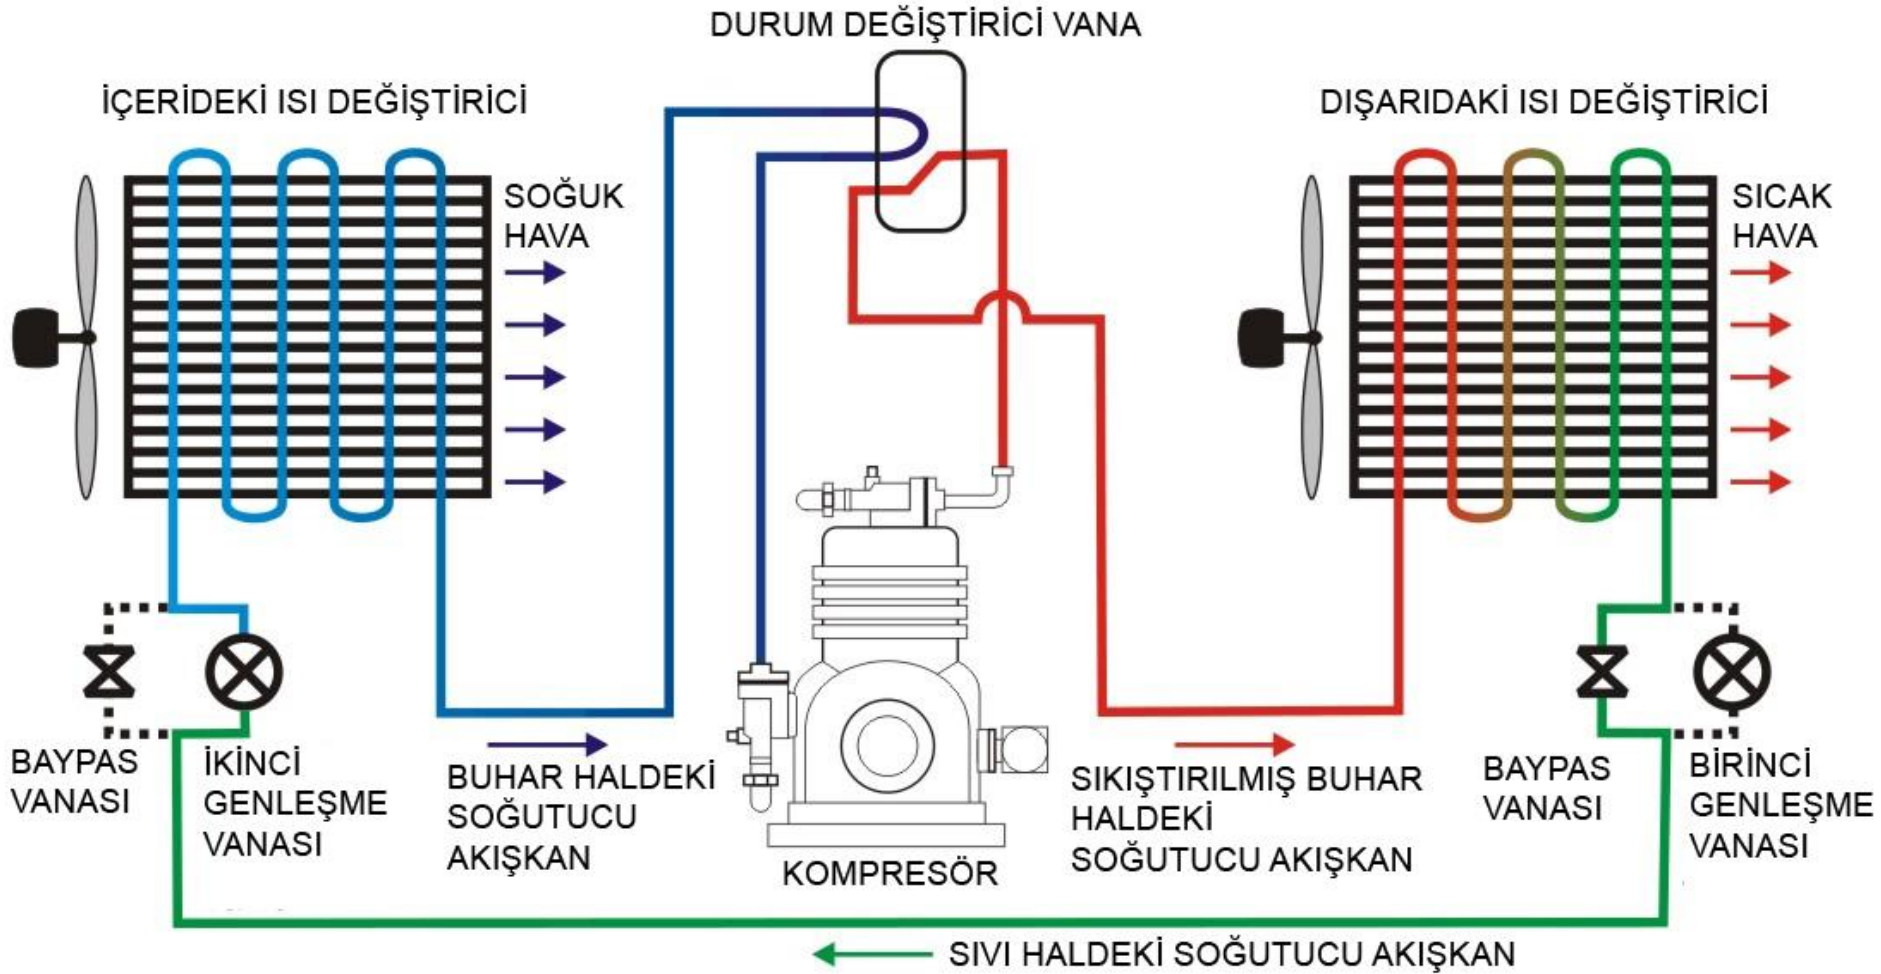 DURUM DEĞİŞTİRİCİ VANA
İÇERİDEKİ ISI DEĞİŞTİRİCİ
DIŞARIDAKİ ISI DEĞİŞTİRİCİ
SOĞUK
HAVA
SICAK
HAVA
BAYPAS
VANASI
İKİNCİ
GENLEŞME
VANASI
BUHAR HALDEKİ
SOĞUTUCU
AKIŞKAN
KOMPRESÖR
SIKIŞTIRILMIŞ BUHAR
HALDEKİ
SOĞUTUCU AKIŞKAN
BAYPAS
VANASI
BİRİNCİ
GENLEŞME
VANASI
SIVI HALDEKİ SOĞUTUCU AKIŞKAN